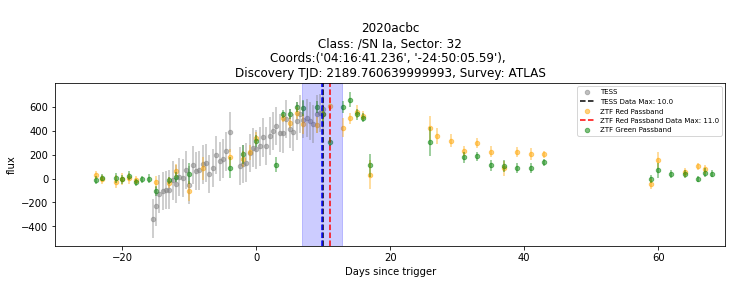 2020acbc
Class: /SN Ia, Sector: 32
Coords:('04:16:41.236', '-24:50:05.59'),
Discovery TJD: 2189.760639999993, Survey: ATLAS
TESS
TESS Data Max: 10.0
ZTF Red Passband
ZTF Red Passband Data Max: 11.0
ZTF Green Passband
flux
600
400
200
0
−200
−400
−20
0
20
40
60
Days since trigger